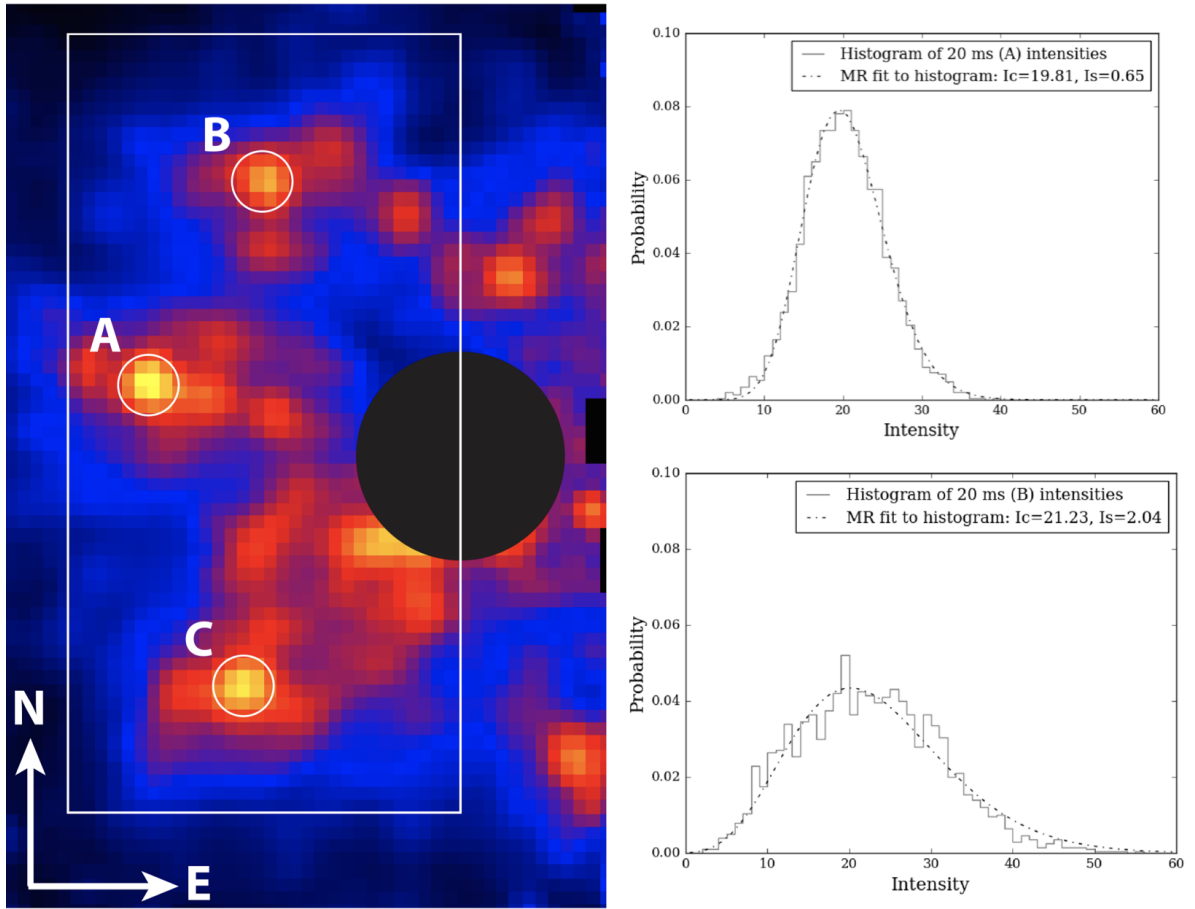 B
A
C
N
E
0.10
0.08
0.06
0.04
0.02
0.00
Probability
Histogram of 20 ms (A) intensities
MR fit to histogram: Ic=19.81, Is=0.65
0 10 20 30 40 50 60
Intensity
0.10
0.08
0.06
0.04
0.02
0.00
Probability
Histogram of 20 ms (B) intensities
MR fit to histogram: Ic=21.23, Is=2.04
0 10 20 30 40 50 60
Intensity